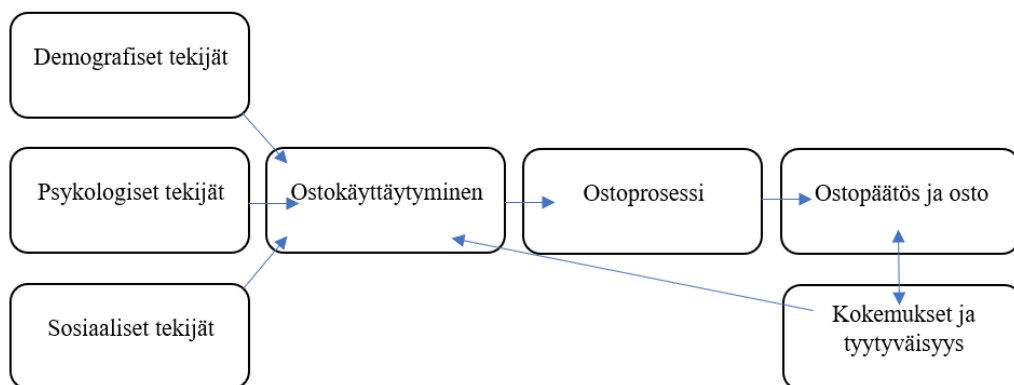 Demografiset tekijät
Psykologiset tekijät
Ostokäyttäytyminen
Ostoprosessi
Ostopäätös ja osto
Sosiaaliset tekijät
Kokemukset ja
tyytyväisyys